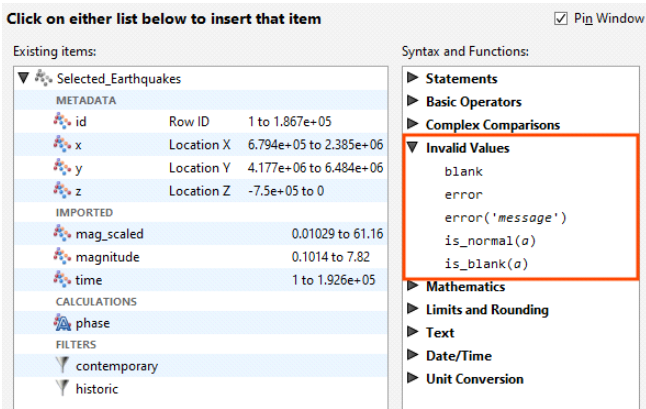 Click on either list below to insert that item
Pin Window
Existing items:
Selected_Earthquakes
METADATA
id Row ID 1 to 1.867e+05
x Location X 6.794e+05 to 2.385e+06
y Location Y 4.177e+06 to 6.484e+06
z Location Z -7.5e+05 to 0
IMPORTED
mag_scaled 0.01029 to 61.16
magnitude 0.1014 to 7.82
time 1 to 1.926e+05
CALCULATIONS
phase
FILTERS
contemporary
historic
Syntax and Functions:
Statements
Basic Operators
Complex Comparisons
Invalid Values
blank
error
error('message')
is_normal(a)
is_blank(a)
Mathematics
Limits and Rounding
Text
Date/Time
Unit Conversion